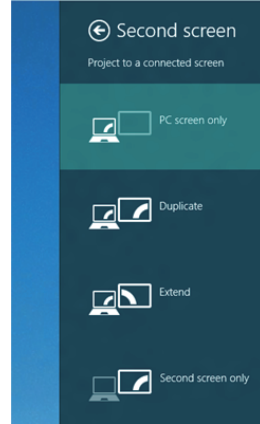 Second screen
Project to a connected screen
PC screen only
Duplicate
Extend
Second screen only